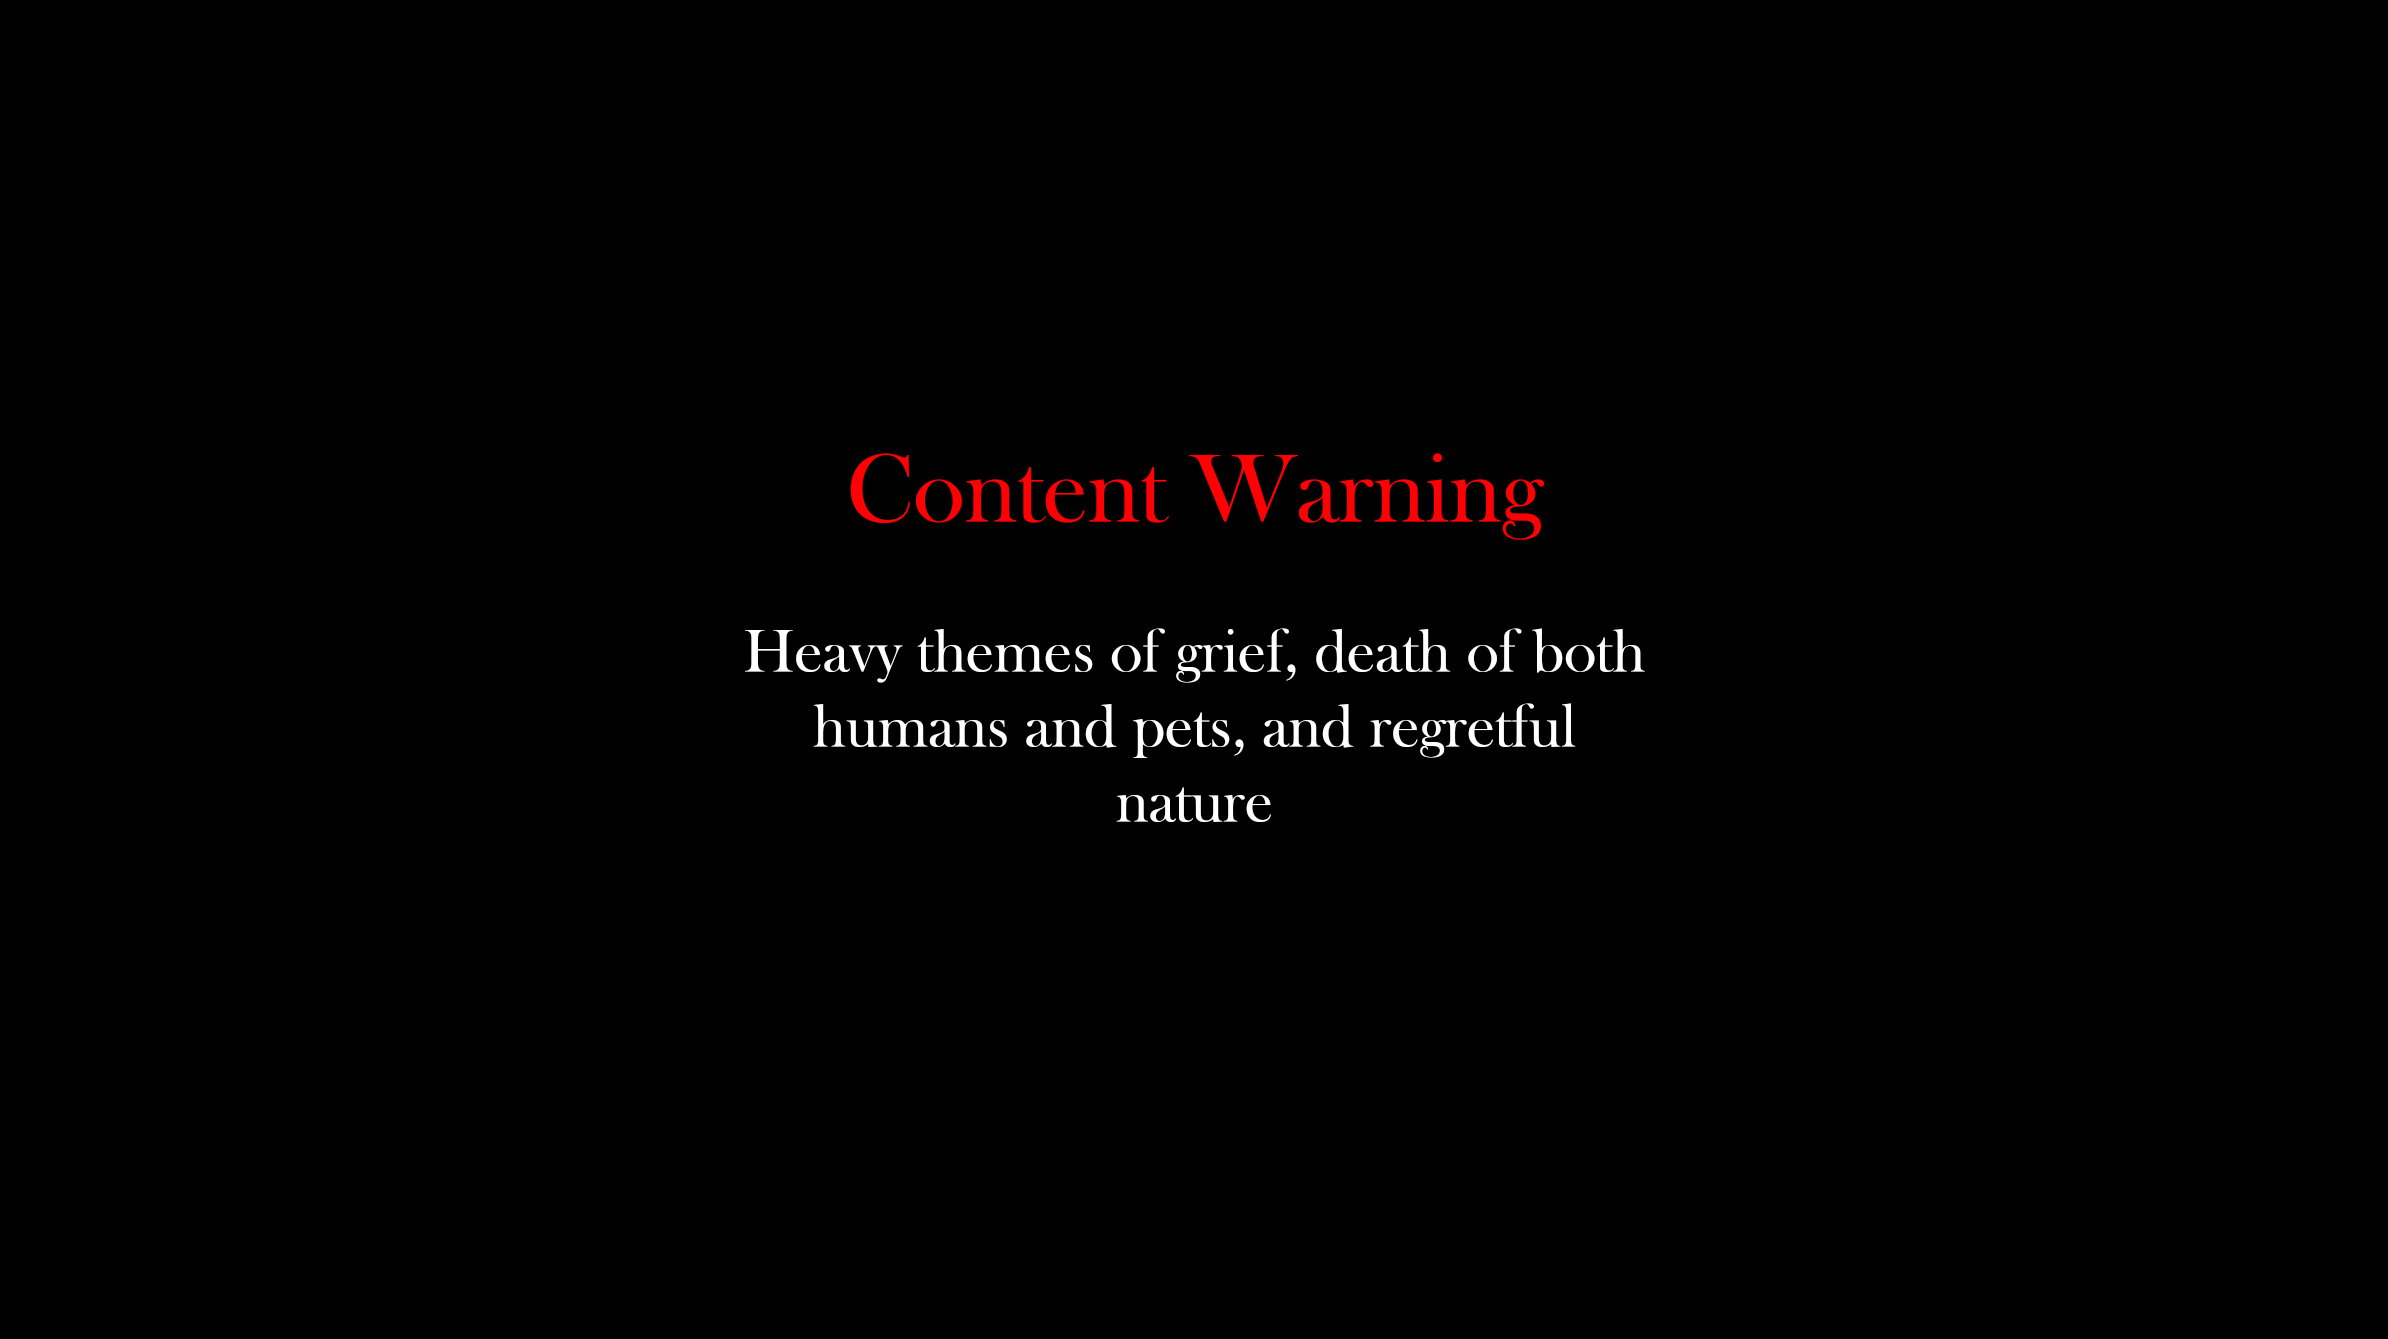 Content Warning
Heavy themes of grief, death of both
humans and pets, and regretful
nature